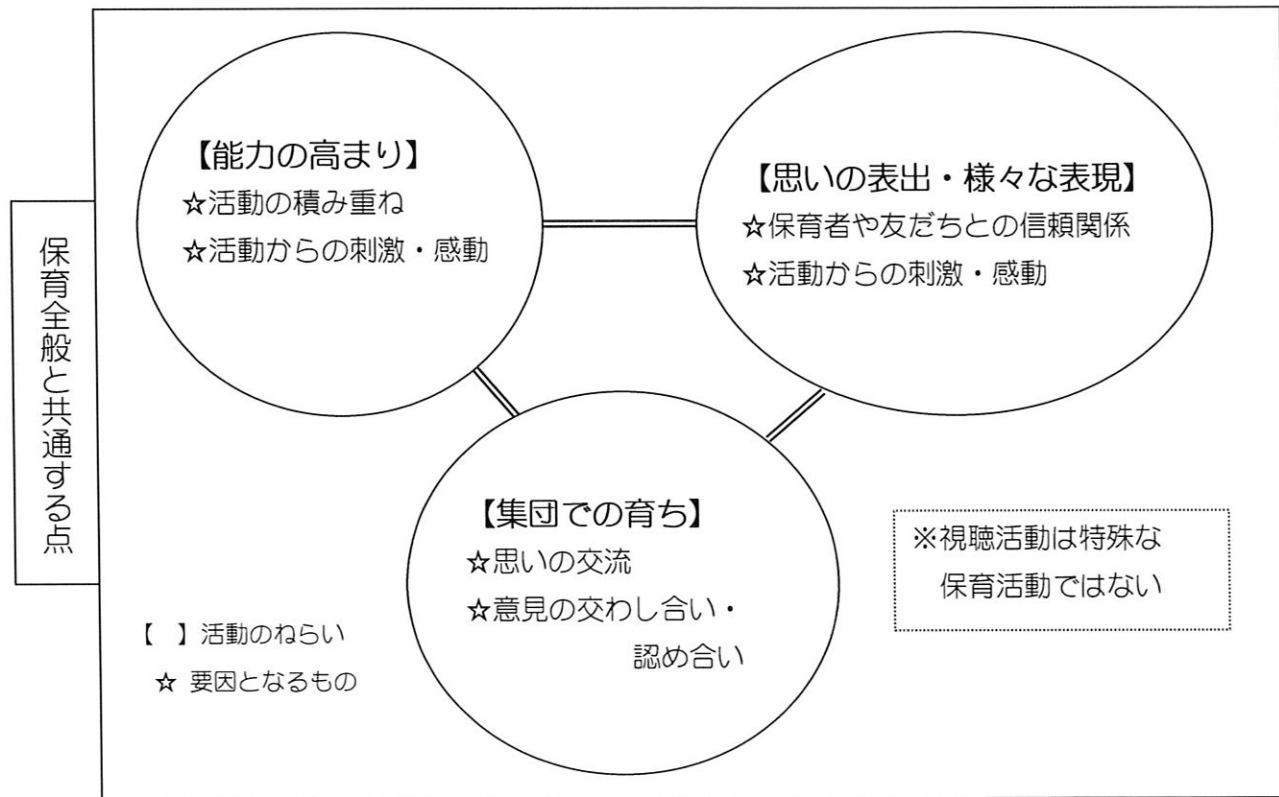 保育全般と共通する点
【能力の高まり】
☆活動の積み重ね
☆活動からの刺激・感動
【思いの表出・様々な表現】
☆保育者や友だちとの信頼関係
☆活動からの刺激・感動
【集団での育ち】
☆思いの交流
☆意見の交わし合い・
認め合い
※視聴活動は特殊な
保育活動ではない
【　】活動のねらい
☆ 要因となるもの